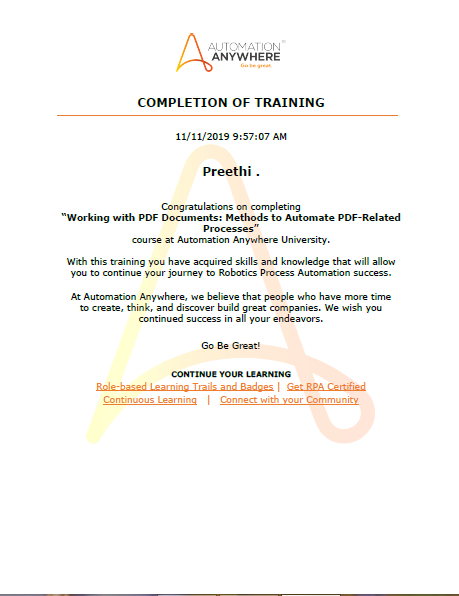 AUTOMATION
ANYWHERE
Go be great.
COMPLETION OF TRAINING
11/11/2019 9:57:07 AM
Preethi .
Congratulations on completing
“Working with PDF Documents: Methods to Automate PDF-Related
Processes”
course at Automation Anywhere University.
With this training you have acquired skills and knowledge that will allow
you to continue your journey to Robotics Process Automation success.
At Automation Anywhere, we believe that people who have more time
to create, think, and discover build great companies. We wish you
continued success in all your endeavors.
Go Be Great!
CONTINUE YOUR LEARNING
Role-based Learning Trails and Badges | Get RPA Certified
Continuous Learning | Connect with your Community